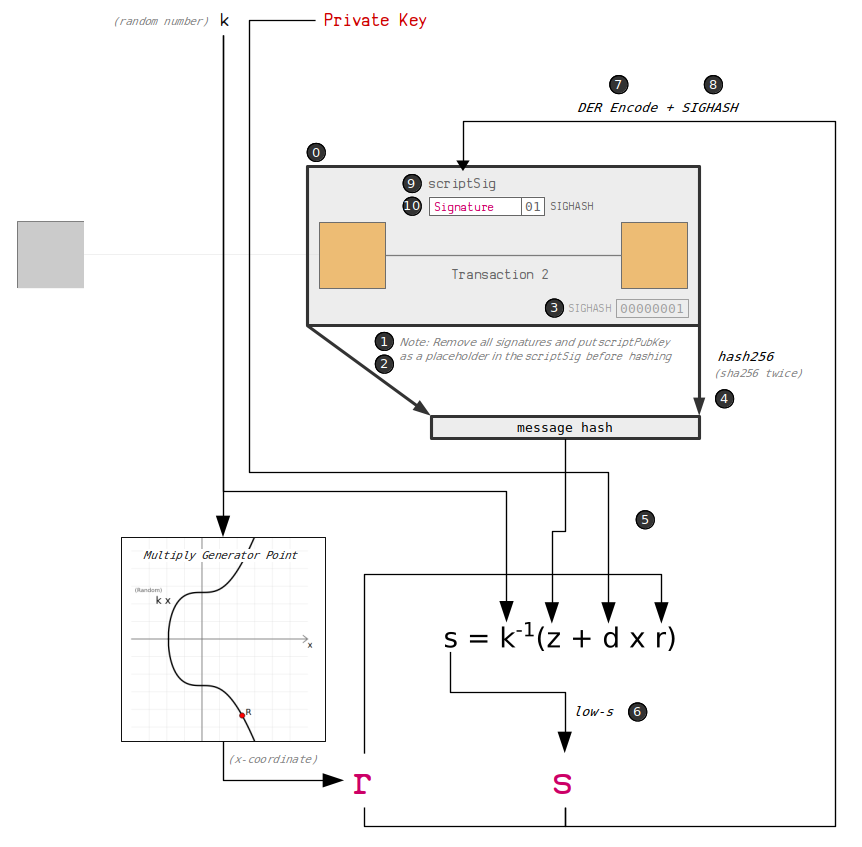 (random number) k
Private Key
7 8
DER Encode + SIGHASH
0
9 scriptSig
10 Signature 01 SIGHASH
Transaction 2
3 SIGHASH 00000001
1 Note: Remove all signatures and put scriptPubKey
2 as a placeholder in the scriptSig before hashing
hash256
(sha256 twice)
4
message hash
5
Multiply Generator Point
(Random)
k x
x
R
s = k⁻¹(z + d x r)
low-s 6
(x-coordinate)
r s